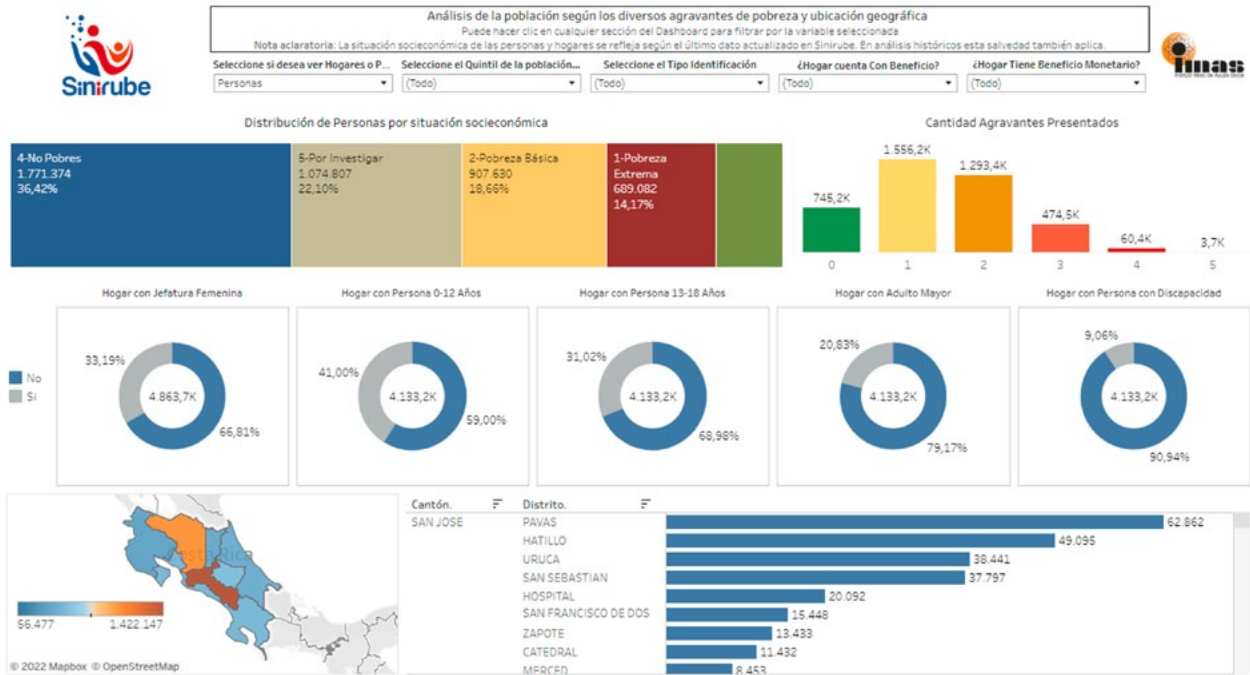 Análisis de la población según los diversos agravantes de pobreza y ubicación geográfica
Puede hacer clic en cualquier sección del Dashboard para filtrar por la variable seleccionada
Nota aclaratoria: La situación socioeconómica de las personas y hogares se refleja según el último dato actualizado en Sinirube. En análisis históricos esta salvedad también aplica.
Sinirube
imas
Seleccione si desea ver Hogares o P...
Seleccione el Quintil de la población...
Seleccione el Tipo Identificación
¿Hogar cuenta Con Beneficio?
¿Hogar Tiene Beneficio Monetario?
Personas
(Todo)
(Todo)
(Todo)
(Todo)
Distribución de Personas por situación socioeconómica
4-No Pobres
1.771.374
36,42%
5-Por Investigar
1.074.807
22,10%
2-Pobreza Básica
907.630
18,66%
1-Pobreza
Extrema
689.082
14,17%
Cantidad Agravantes Presentados
745,2K
1.556,2K
1.293,4K
474,5K
60,4K
3,7K
0
1
2
3
4
5
Hogar con Jefatura Femenina
Hogar con Persona 0-12 Años
Hogar con Persona 13-18 Años
Hogar con Adulto Mayor
Hogar con Persona con Discapacidad
No
Si
33,19%
4.863,7K
66,81%
41,00%
4.133,2K
59,00%
31,02%
4.133,2K
68,98%
20,83%
4.133,2K
79,17%
9,06%
4.133,2K
90,94%
Costa Rica
56.477
1.422.147
© 2022 Mapbox © OpenStreetMap
Cantón.
Distrito.
SAN JOSE
PAVAS
62.862
HATILLO
49.095
URUCA
38.441
SAN SEBASTIAN
37.797
HOSPITAL
20.092
SAN FRANCISCO DE DOS
15.448
ZAPOTE
13.433
CATEDRAL
11.432
MERCED
8.453